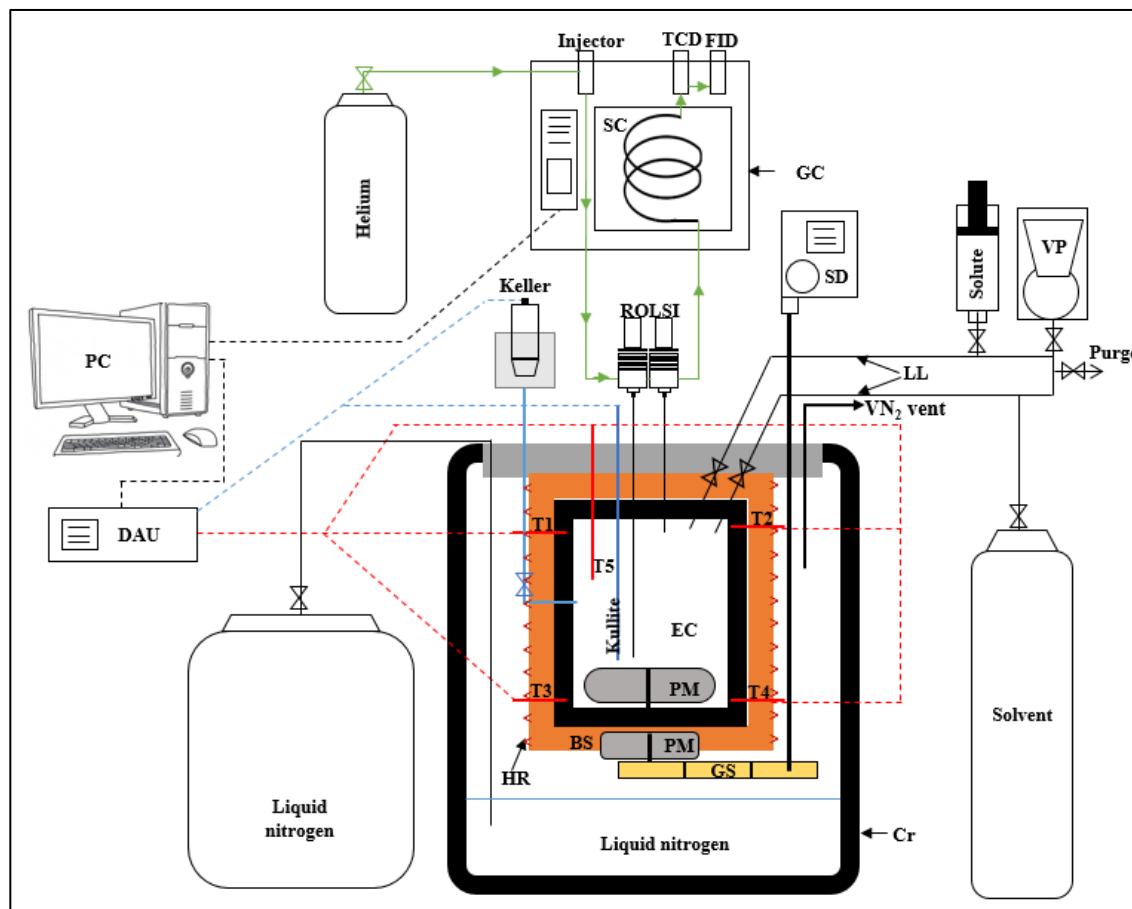 Injector
TCD
FID
SC
GC
Helium
Keller
ROLSI
SD
Solute
VP
Purge
LL
VN₂ vent
PC
DAU
T1
T2
T5
Kullite
EC
T3
PM
T4
BS
PM
HR
GS
Liquid
nitrogen
Liquid nitrogen
Cr
Solvent